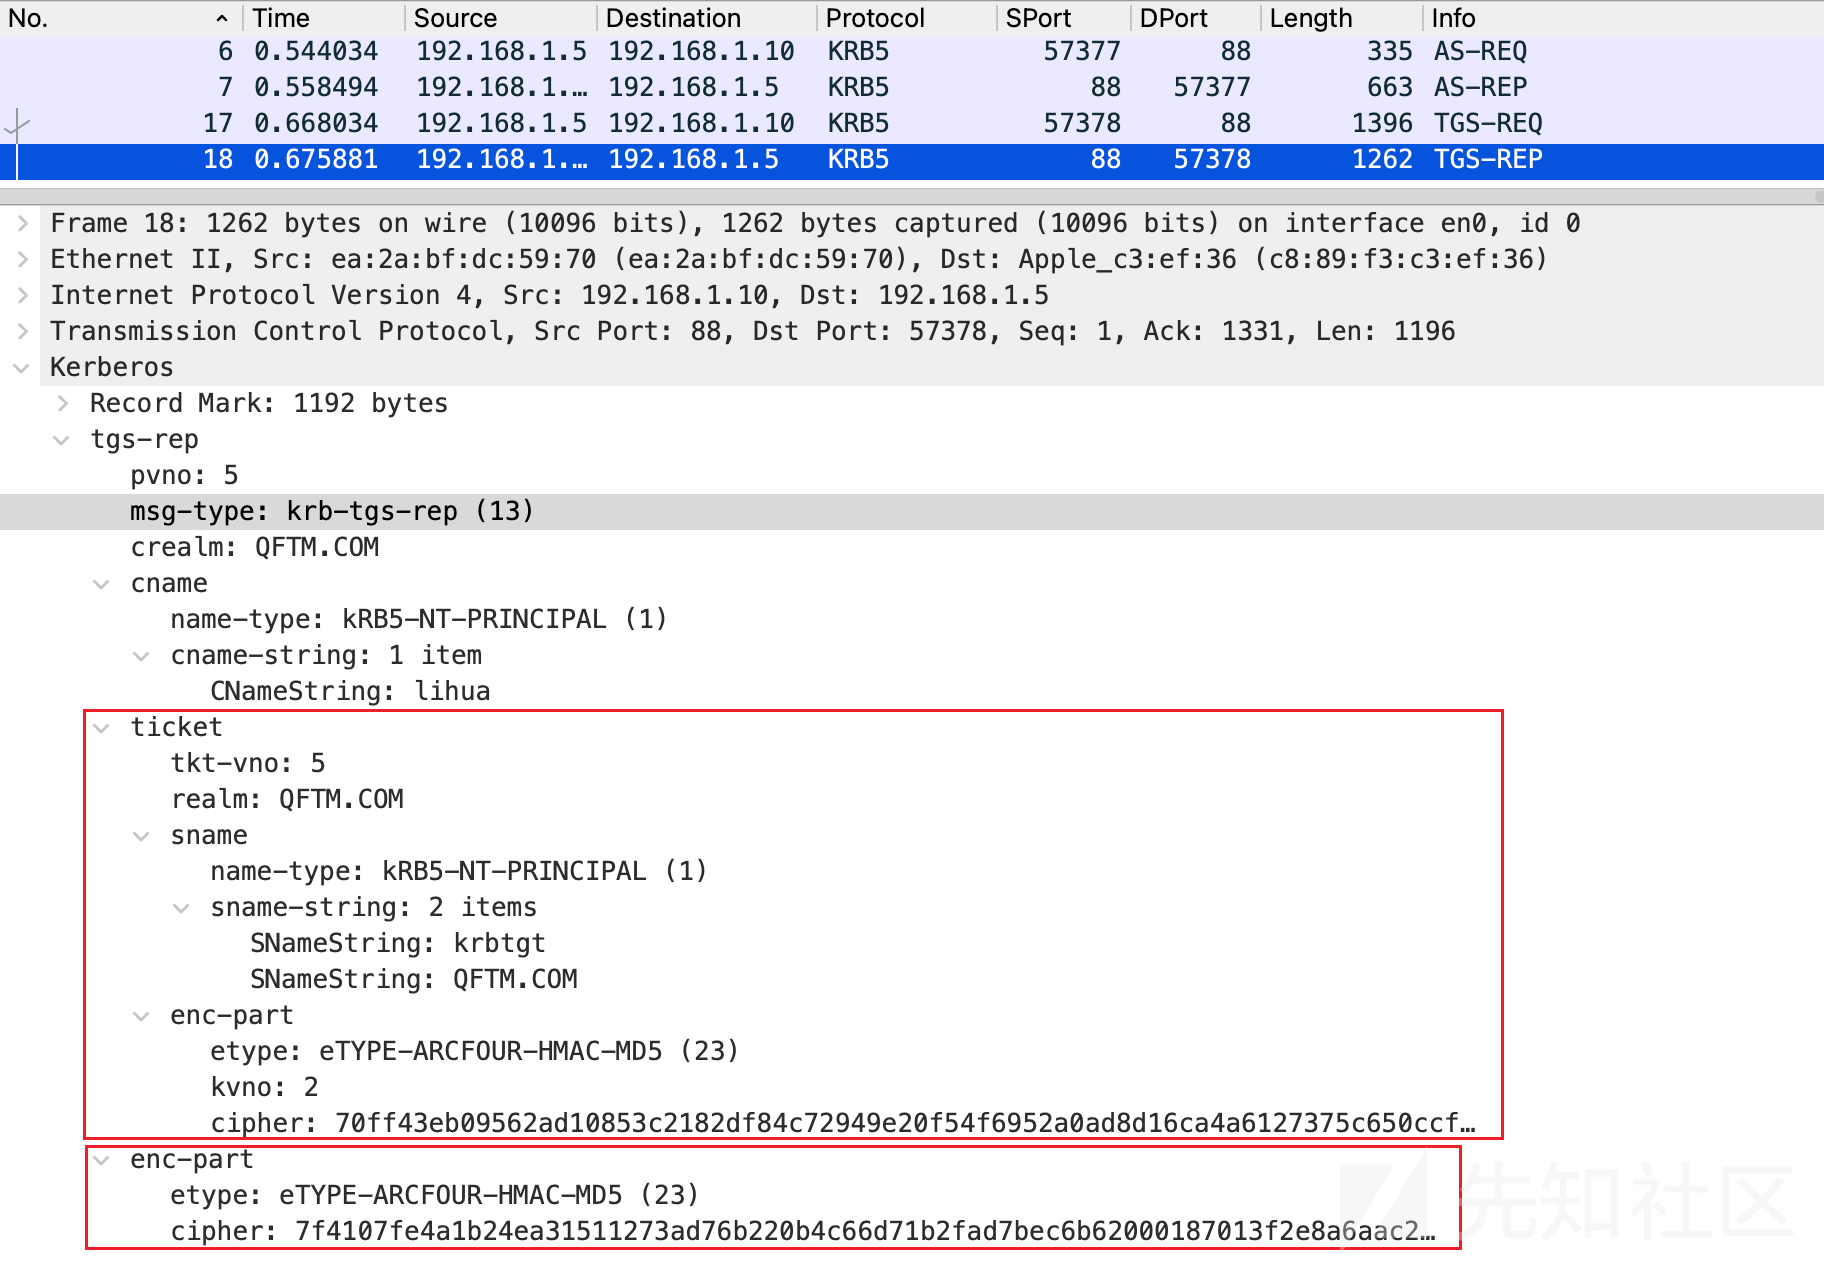 No. Time Source Destination Protocol SPort DPort Length Info
6 0.544034 192.168.1.5 192.168.1.10 KRB5 57377 88 335 AS-REQ
7 0.558494 192.168.1.… 192.168.1.5 KRB5 88 57377 663 AS-REP
17 0.668034 192.168.1.5 192.168.1.10 KRB5 57378 88 1396 TGS-REQ
18 0.675881 192.168.1.… 192.168.1.5 KRB5 88 57378 1262 TGS-REP
Frame 18: 1262 bytes on wire (10096 bits), 1262 bytes captured (10096 bits) on interface en0, id 0
Ethernet II, Src: ea:2a:bf:dc:59:70 (ea:2a:bf:dc:59:70), Dst: Apple_c3:ef:36 (c8:89:f3:c3:ef:36)
Internet Protocol Version 4, Src: 192.168.1.10, Dst: 192.168.1.5
Transmission Control Protocol, Src Port: 88, Dst Port: 57378, Seq: 1, Ack: 1331, Len: 1196
Kerberos
Record Mark: 1192 bytes
tgs-rep
pvno: 5
msg-type: krb-tgs-rep (13)
crealm: QFTM.COM
cname
name-type: kRB5-NT-PRINCIPAL (1)
cname-string: 1 item
CNameString: lihua
ticket
tkt-vno: 5
realm: QFTM.COM
sname
name-type: kRB5-NT-PRINCIPAL (1)
sname-string: 2 items
SNameString: krbtgt
SNameString: QFTM.COM
enc-part
etype: eTYPE-ARCFOUR-HMAC-MD5 (23)
kvno: 2
cipher: 70ff43eb09562ad10853c2182df84c72949e20f54f6952a0ad8d16ca4a6127375c650ccf…
enc-part
etype: eTYPE-ARCFOUR-HMAC-MD5 (23)
cipher: 7f4107fe4a1b24ea31511273ad76b220b4c66d71b2fad7bec6b62000187013f2e8a6aac2…
先知社区